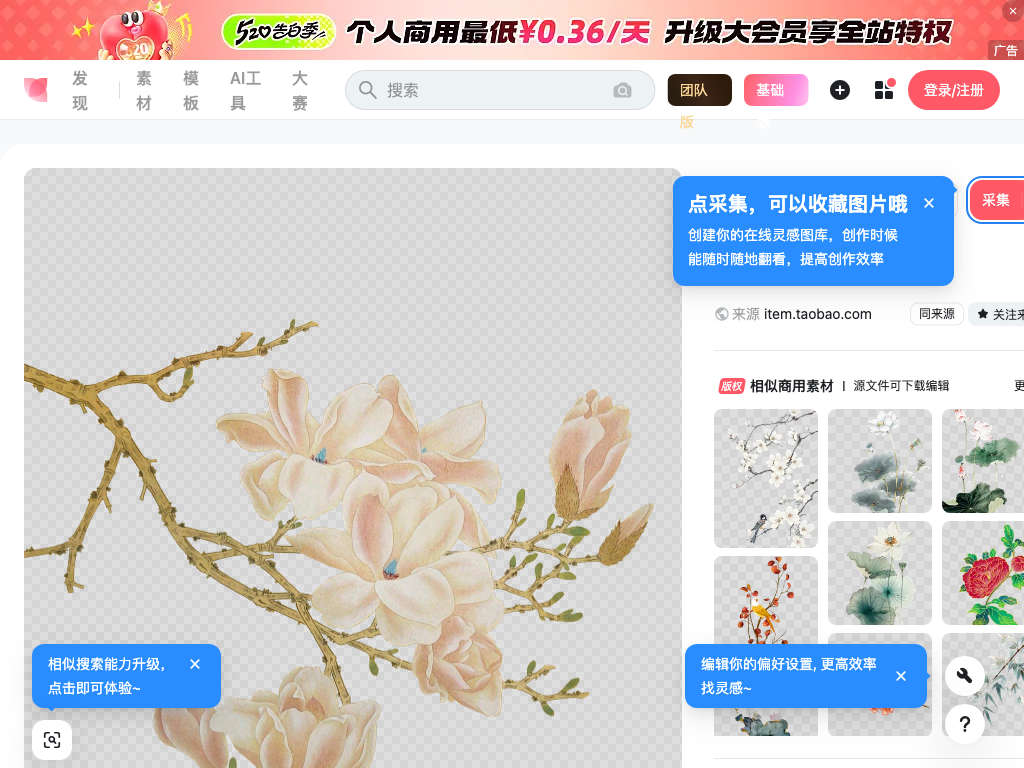 5.20
520告白季
个人商用最低¥0.36/天 升级大会员享全站特权
广告
发现
素材
模板
AI工具
大赛
搜索
团队版
基础
登录/注册
点采集，可以收藏图片哦
创建你的在线灵感图库，创作时候
能随时随地翻看，提高创作效率
采集
来源 item.taobao.com
同来源
关注来
版权 相似商用素材 | 源文件可下载编辑
更
相似搜索能力升级，
点击即可体验~
编辑你的偏好设置, 更高效率
找灵感~
?